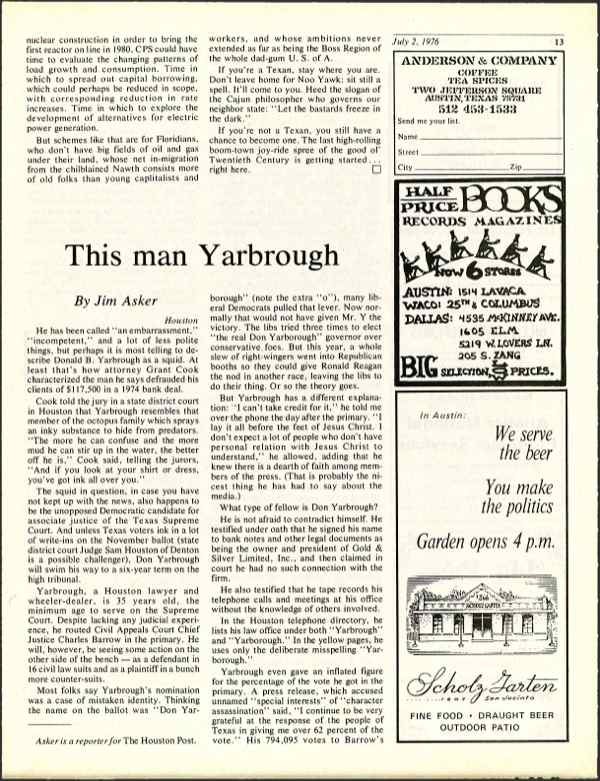 nuclear construction in order to bring the
first reactor on line in 1980, CPS could have
time to evaluate the changing patterns of
load growth and consumption. Time in
which to spread out capital borrowing,
which could perhaps be reduced in scope,
with corresponding reduction in rate
increases. Time in which to explore the
development of alternatives for electric
power generation.
But schemes like that are for Floridians,
who don't have big fields of oil and gas
under their land, whose net in-migration
from the chilblained Nawth consists more
of old folks than young caplitalists and
workers, and whose ambitions never
extended as far as being the Boss Region of
the whole dad-gum U. S. of A.
If you're a Texan, stay where you are.
Don't leave home for Noo Yawk: sit still a
spell. It'll come to you. Heed the slogan of
the Cajun philosopher who governs our
neighbor state: "Let the bastards freeze in
the dark."
If you're not a Texan, you still have a
chance to become one. The last high-rolling
boom-town joy-ride spree of the good ol'
Twentieth Century is getting started...
right here.
This man Yarbrough
By Jim Asker
Houston
He has been called "an embarrassment,"
"incompetent," and a lot of less polite
things, but perhaps it is most telling to de-
scribe Donald B. Yarbrough as a squid. At
least that's how attorney Grant Cook
characterized the man he says defrauded his
clients of $117,500 in a 1974 bank deal.
Cook told the jury in a state district court
in Houston that Yarbrough resembles that
member of the octopus family which sprays
an inky substance to hide from predators.
"The more he can confuse and the more
mud he can stir up in the water, the better
off he is," Cook said, telling the jurors,
"And if you look at your shirt or dress,
you've got ink all over you."
The squid in question, in case you have
not kept up with the news, also happens to
be the unopposed Democratic candidate for
associate justice of the Texas Supreme
Court. And unless Texas voters ink in a lot
of write-ins on the November ballot (state
district court Judge Sam Houston of Denton
is a possible challenger), Don Yarbrough
will swim his way to a six-year term on the
high tribunal.
Yarbrough, a Houston lawyer and
wheeler-dealer, is 35 years old, the
minimum age to serve on the Supreme
Court. Despite lacking any judicial experi-
ence, he routed Civil Appeals Court Chief
Justice Charles Barrow in the primary. He
will, however, be seeing some action on the
other side of the bench — as a defendant in
16 civil law suits and as a plaintiff in a bunch
more counter-suits.
Most folks say Yarbrough's nomination
was a case of mistaken identity. Thinking
the name on the ballot was "Don Yar-
Asker is a reporter for The Houston Post.
borough" (note the extra "o"), many lib-
eral Democrats pulled that lever. Now nor-
mally that would not have given Mr. Y the
victory. The libs tried three times to elect
"the real Don Yarborough" governor over
conservative foes. But this year, a whole
slew of right-wingers went into Republican
booths so they could give Ronald Reagan
the nod in another race, leaving the libs to
do their thing. Or so the theory goes.
But Yarbrough has a different explana-
tion: "I can't take credit for it," he told me
over the phone the day after the primary. "I
lay it all before the feet of Jesus Christ. I
don't expect a lot of people who don't have
personal relation with Jesus Christ to
understand," he allowed, adding that he
knew there is a dearth of faith among mem-
bers of the press. (That is probably the ni-
cest thing he has had to say about the
media.)
What type of fellow is Don Yarbrough?
He is not afraid to contradict himself. He
testified under oath that he signed his name
to bank notes and other legal documents as
being the owner and president of Gold &
Silver Limited, Inc., and then claimed in
court he had no such connection with the
firm.
He also testified that he tape records his
telephone calls and meetings at his office
without the knowledge of others involved.
In the Houston telephone directory, he
lists his law office under both "Yarbrough"
and "Yarborough." In the yellow pages, he
uses only the deliberate misspelling "Yar-
borough."
Yarbrough even gave an inflated figure
for the percentage of the vote he got in the
primary. A press release, which accused
unnamed "special interests" of "character
assassination" said, "I continue to be very
grateful at the response of the people of
Texas in giving me over 62 percent of the
vote." His 794,095 votes to Barrow's
July 2, 1976 13
ANDERSON & COMPANY
COFFEE
TEA SPICES
TWO JEFFERSON SQUARE
AUSTIN, TEXAS 78731
512 453-1533
Send me your list.
Name
Street
City Zip
HALF
PRICE BOOKS
RECORDS MAGAZINES
NOW 6 STORES
AUSTIN: 1514 LAVACA
WACO: 25TH & COLUMBUS
DALLAS: 4535 MCKINNEY AVE.
1605 ELM
5219 W. LOVERS LN.
205 S. ZANG
BIG SELECTION, PRICES.
In Austin:
We serve
the beer
You make
the politics
Garden opens 4 p.m.
Scholz Garten
1607 San Jacinto
FINE FOOD • DRAUGHT BEER
OUTDOOR PATIO